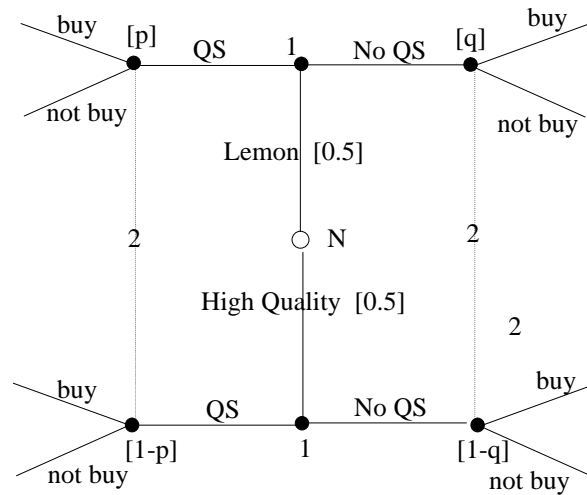 buy [p] QS 1 No QS [q] buy
not buy not buy
Lemon [0.5]
2 N 2
High Quality [0.5]
2
buy QS No QS buy
[1-p] 1 [1-q]
not buy not buy